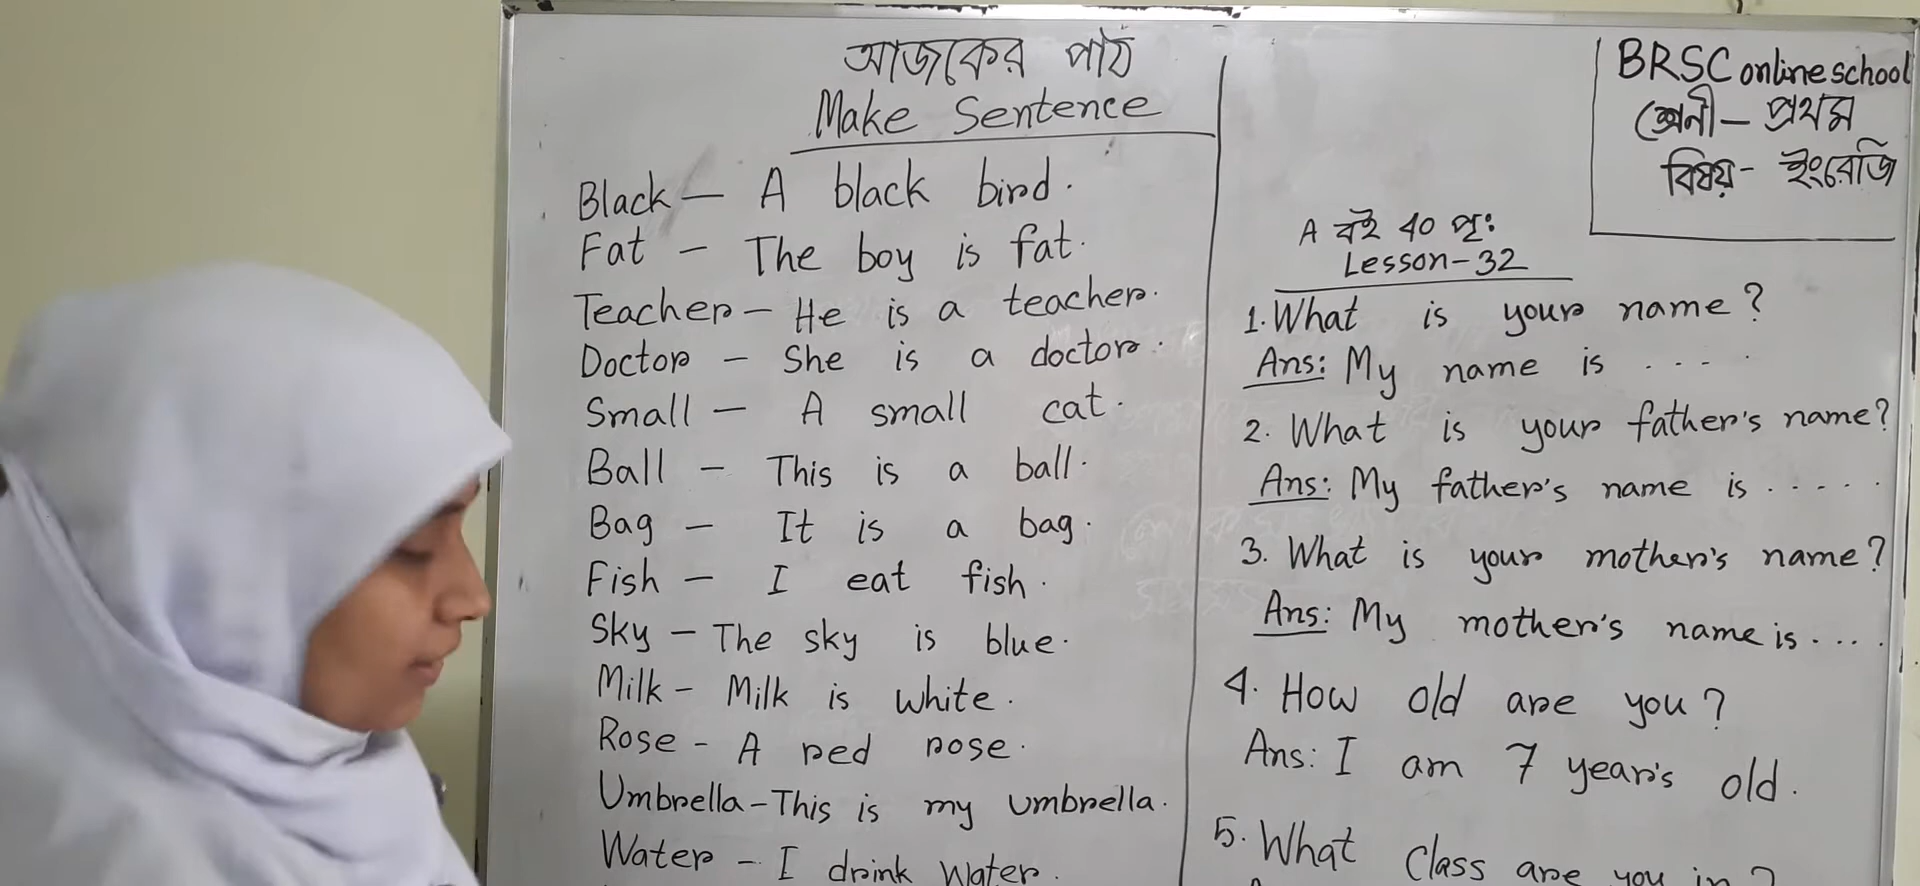 আজকের পাঠ
Make Sentence
Black — A black bird.
Fat — The boy is fat.
Teacher — He is a teacher.
Doctor — She is a doctor.
Small — A small cat.
Ball — This is a ball.
Bag — It is a bag.
Fish — I eat fish.
Sky — The sky is blue.
Milk — Milk is white.
Rose - A red rose.
Umbrella - This is my umbrella.
Water - I drink water.
BRSC online school
শ্রেনী - প্রথম
বিষয় - ইংরেজি
A বই 40 পৃঃ
Lesson-32
1. What is your name?
Ans: My name is ....
2. What is your father's name?
Ans: My father's name is .....
3. What is your mother's name?
Ans: My mother's name is ....
4. How old are you?
Ans: I am 7 year's old.
5. What class are you in?